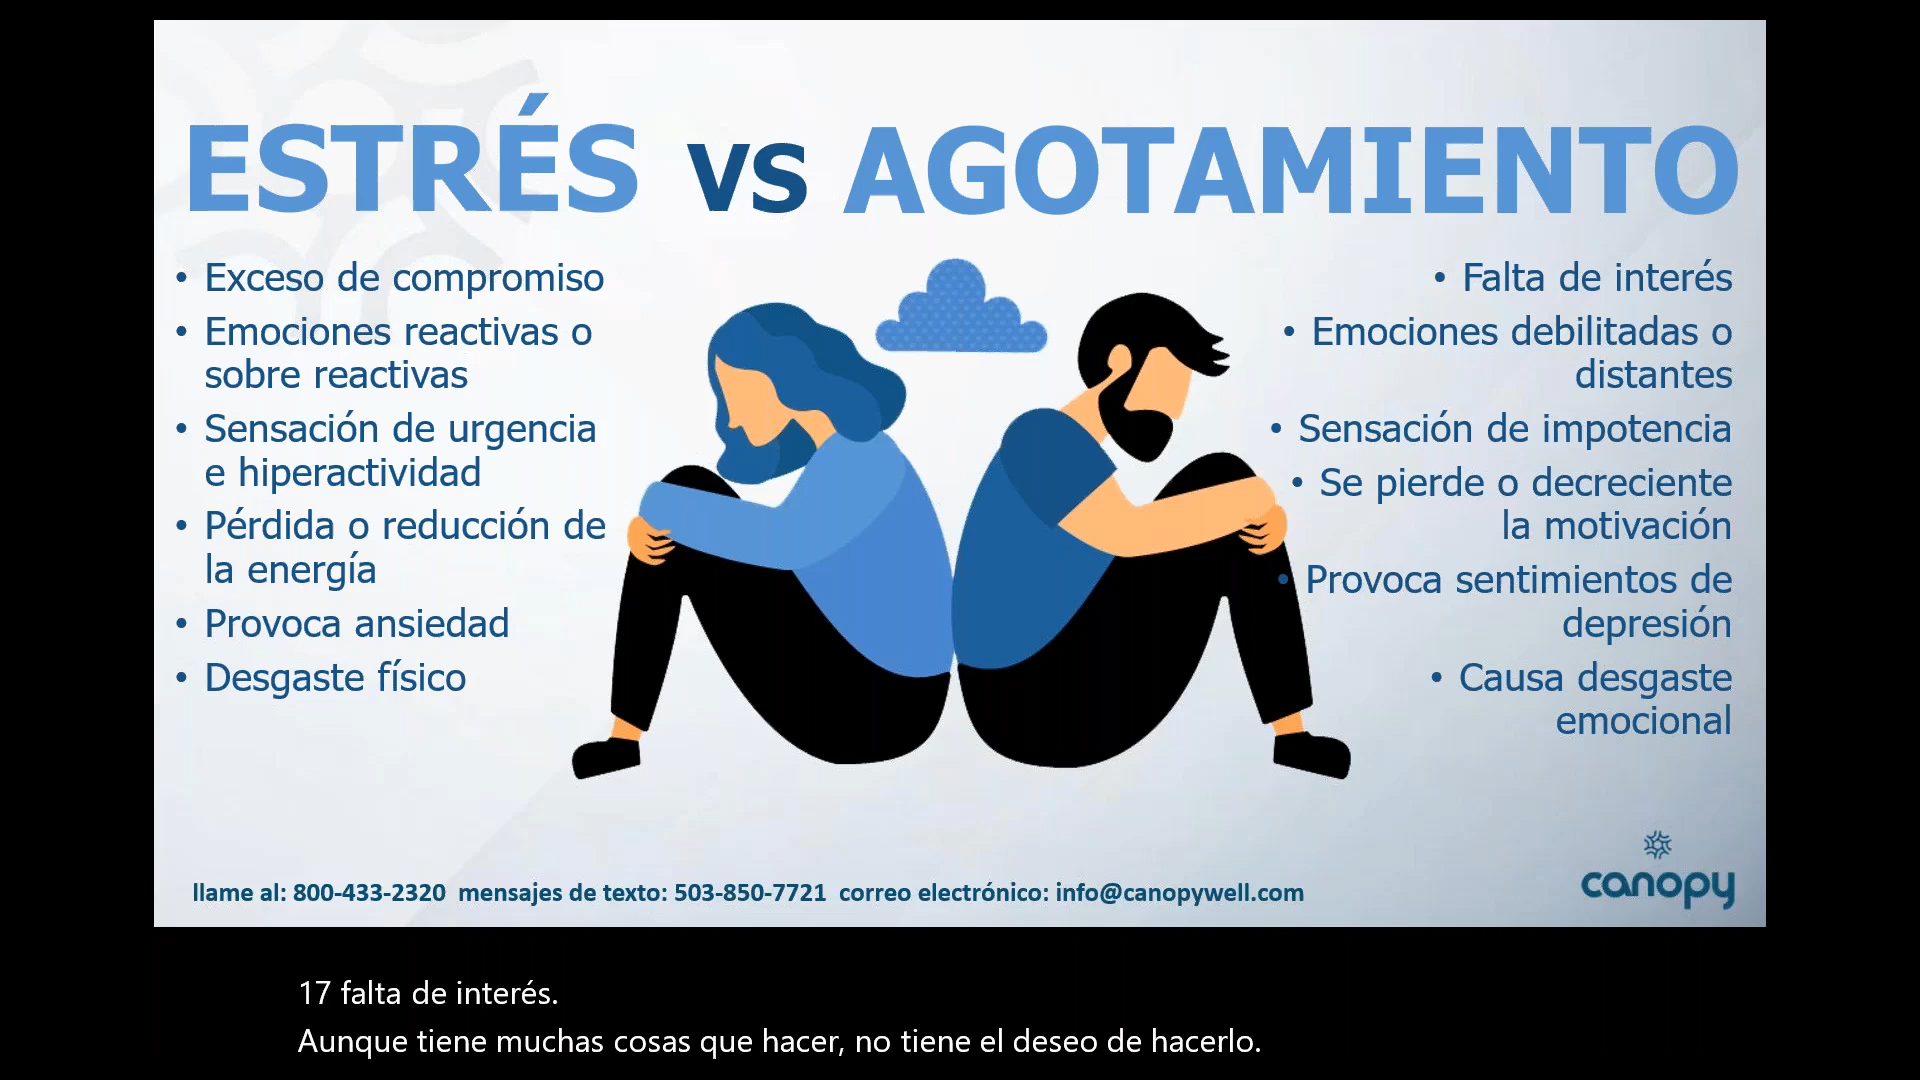 ESTRÉS VS AGOTAMIENTO
• Exceso de compromiso
• Emociones reactivas o
sobre reactivas
• Sensación de urgencia
e hiperactividad
• Pérdida o reducción de
la energía
• Provoca ansiedad
• Desgaste físico
• Falta de interés
• Emociones debilitadas o
distantes
• Sensación de impotencia
• Se pierde o decreciente
la motivación
• Provoca sentimientos de
depresión
• Causa desgaste
emocional
llame al: 800-433-2320 mensajes de texto: 503-850-7721 correo electrónico: info@canopywell.com
canopy
17 falta de interés.
Aunque tiene muchas cosas que hacer, no tiene el deseo de hacerlo.